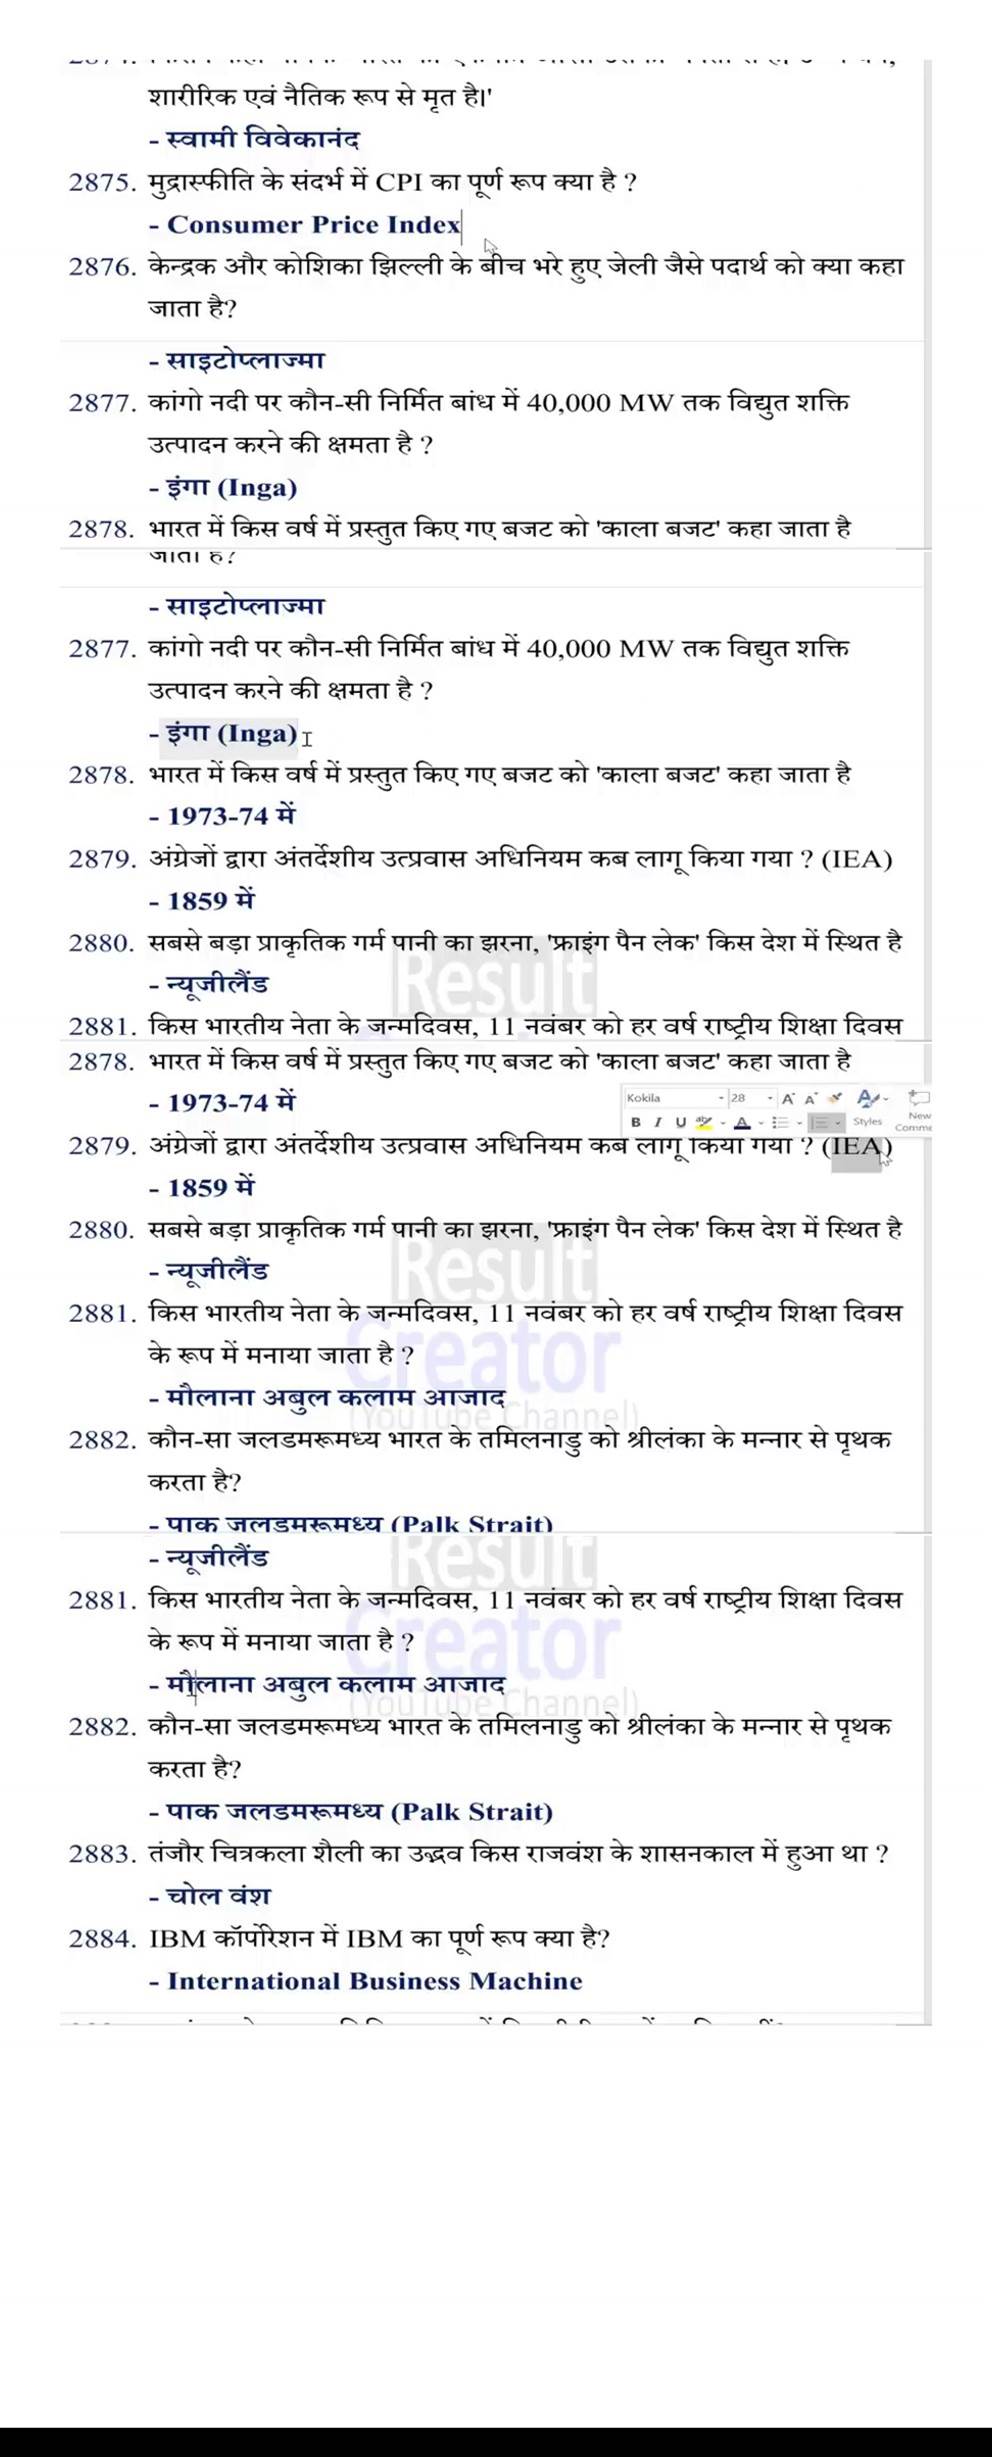 शारीरिक एवं नैतिक रूप से मृत है।'
- स्वामी विवेकानंद
2875. मुद्रास्फीति के संदर्भ में CPI का पूर्ण रूप क्या है ?
- Consumer Price Index
2876. केन्द्रक और कोशिका झिल्ली के बीच भरे हुए जेली जैसे पदार्थ को क्या कहा
जाता है?
- साइटोप्लाज्मा
2877. कांगो नदी पर कौन-सी निर्मित बांध में 40,000 MW तक विद्युत शक्ति
उत्पादन करने की क्षमता है ?
- इंगा (Inga)
2878. भारत में किस वर्ष में प्रस्तुत किए गए बजट को 'काला बजट' कहा जाता है
जाता है?
- साइटोप्लाज्मा
2877. कांगो नदी पर कौन-सी निर्मित बांध में 40,000 MW तक विद्युत शक्ति
उत्पादन करने की क्षमता है ?
- इंगा (Inga)
2878. भारत में किस वर्ष में प्रस्तुत किए गए बजट को 'काला बजट' कहा जाता है
- 1973-74 में
2879. अंग्रेजों द्वारा अंतर्देशीय उत्प्रवास अधिनियम कब लागू किया गया ? (IEA)
- 1859 में
2880. सबसे बड़ा प्राकृतिक गर्म पानी का झरना, 'फ्राइंग पैन लेक' किस देश में स्थित है
Result
- न्यूजीलैंड
2881. किस भारतीय नेता के जन्मदिवस, 11 नवंबर को हर वर्ष राष्ट्रीय शिक्षा दिवस
2878. भारत में किस वर्ष में प्रस्तुत किए गए बजट को 'काला बजट' कहा जाता है
- 1973-74 में
Kokila 28 A A
B I U A Styles New Comme
2879. अंग्रेजों द्वारा अंतर्देशीय उत्प्रवास अधिनियम कब लागू किया गया ? (IEA)
- 1859 में
2880. सबसे बड़ा प्राकृतिक गर्म पानी का झरना, 'फ्राइंग पैन लेक' किस देश में स्थित है
Result
- न्यूजीलैंड
2881. किस भारतीय नेता के जन्मदिवस, 11 नवंबर को हर वर्ष राष्ट्रीय शिक्षा दिवस
के रूप में मनाया जाता है ?
Creator
- मौलाना अबुल कलाम आजाद
(YouTube Channel)
2882. कौन-सा जलडमरूमध्य भारत के तमिलनाडु को श्रीलंका के मन्नार से पृथक
करता है?
- पाक जलडमरूमध्य (Palk Strait)
Result
- न्यूजीलैंड
2881. किस भारतीय नेता के जन्मदिवस, 11 नवंबर को हर वर्ष राष्ट्रीय शिक्षा दिवस
के रूप में मनाया जाता है ?
Creator
- मौलाना अबुल कलाम आजाद
(YouTube Channel)
2882. कौन-सा जलडमरूमध्य भारत के तमिलनाडु को श्रीलंका के मन्नार से पृथक
करता है?
- पाक जलडमरूमध्य (Palk Strait)
2883. तंजौर चित्रकला शैली का उद्भव किस राजवंश के शासनकाल में हुआ था ?
- चोल वंश
2884. IBM कॉर्पोरेशन में IBM का पूर्ण रूप क्या है?
- International Business Machine